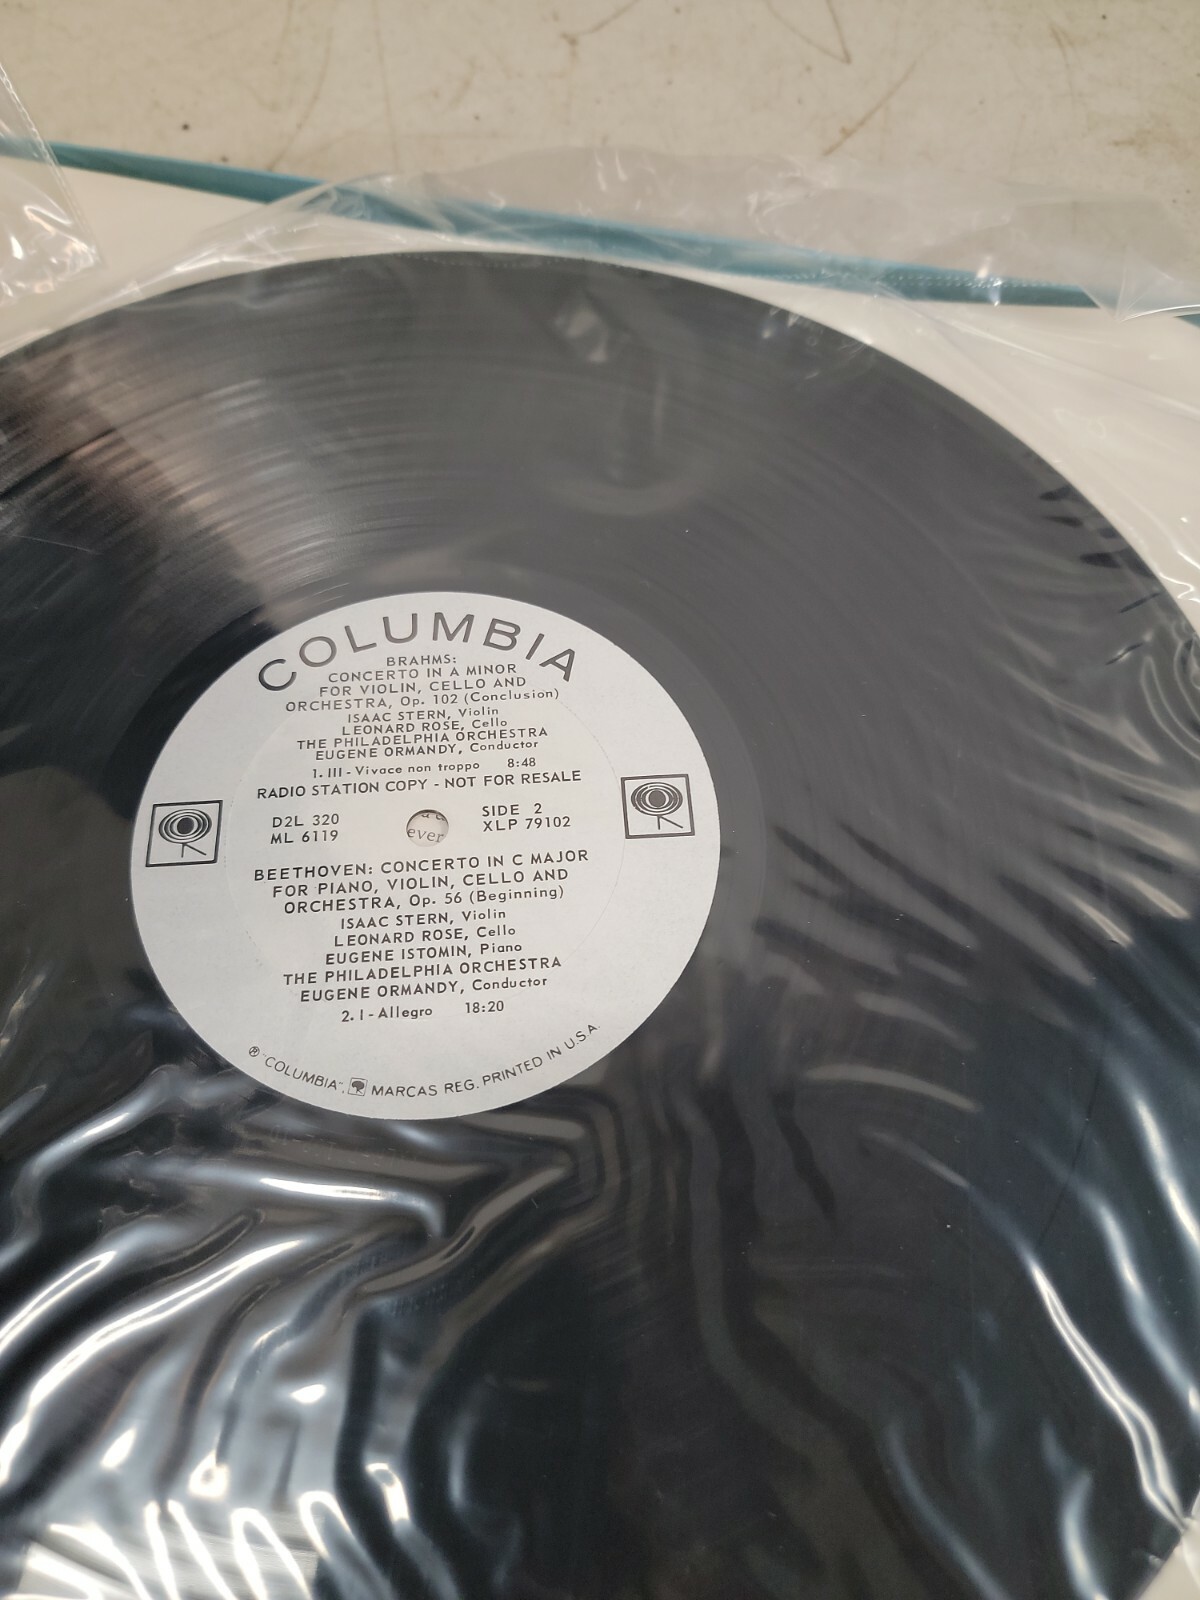 COLUMBIA
BRAHMS:
CONCERTO IN A MINOR
FOR VIOLIN, CELLO AND
ORCHESTRA, Op. 102 (Conclusion)
ISAAC STERN, Violin
LEONARD ROSE, Cello
THE PHILADELPHIA ORCHESTRA
EUGENE ORMANDY, Conductor
1. III - Vivace non troppo 8:48
RADIO STATION COPY - NOT FOR RESALE
D2L 320
ML 6119
ever
SIDE 2
XLP 79102
BEETHOVEN: CONCERTO IN C MAJOR
FOR PIANO, VIOLIN, CELLO AND
ORCHESTRA, Op. 56 (Beginning)
ISAAC STERN, Violin
LEONARD ROSE, Cello
EUGENE ISTOMIN, Piano
THE PHILADELPHIA ORCHESTRA
EUGENE ORMANDY, Conductor
2. I - Allegro 18:20
℗ "COLUMBIA", MARCAS REG. PRINTED IN U.S.A.